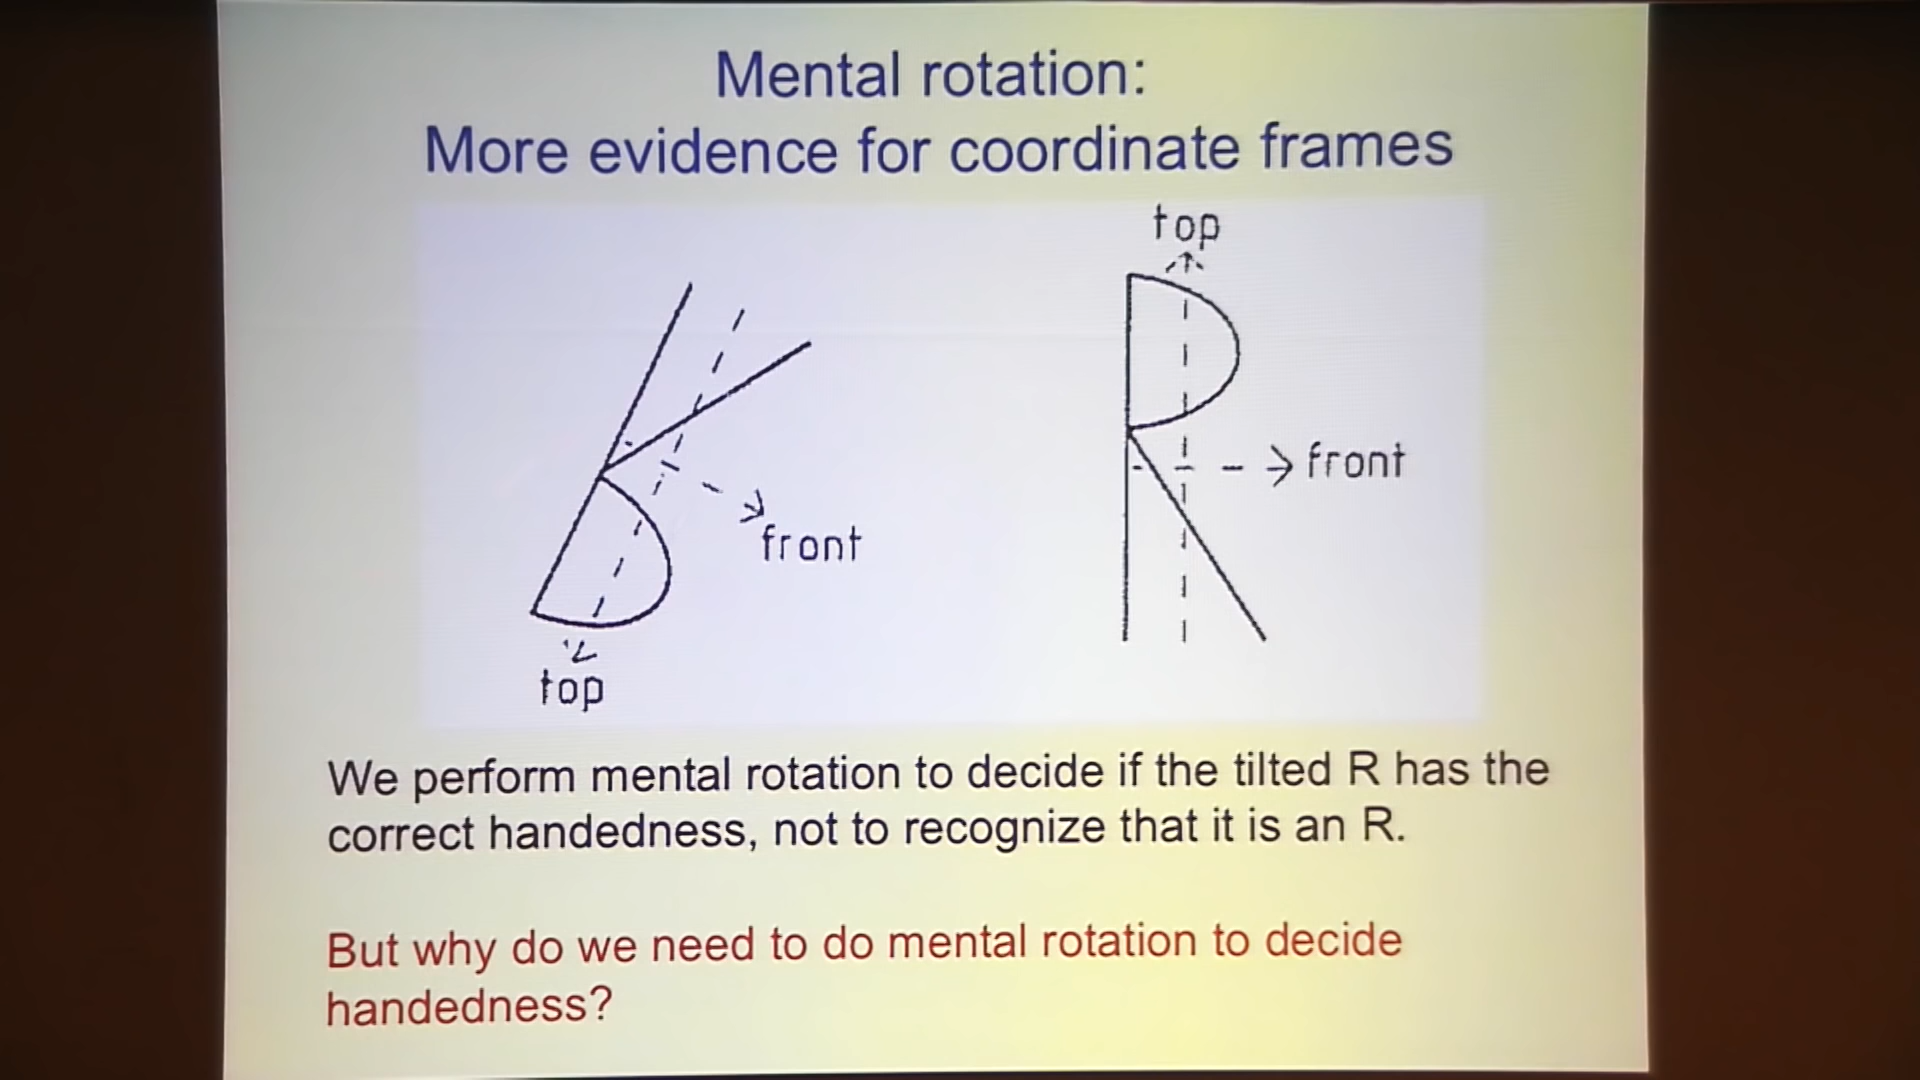 Mental rotation:
More evidence for coordinate frames
top
front
top
front
We perform mental rotation to decide if the tilted R has the
correct handedness, not to recognize that it is an R.
But why do we need to do mental rotation to decide
handedness?